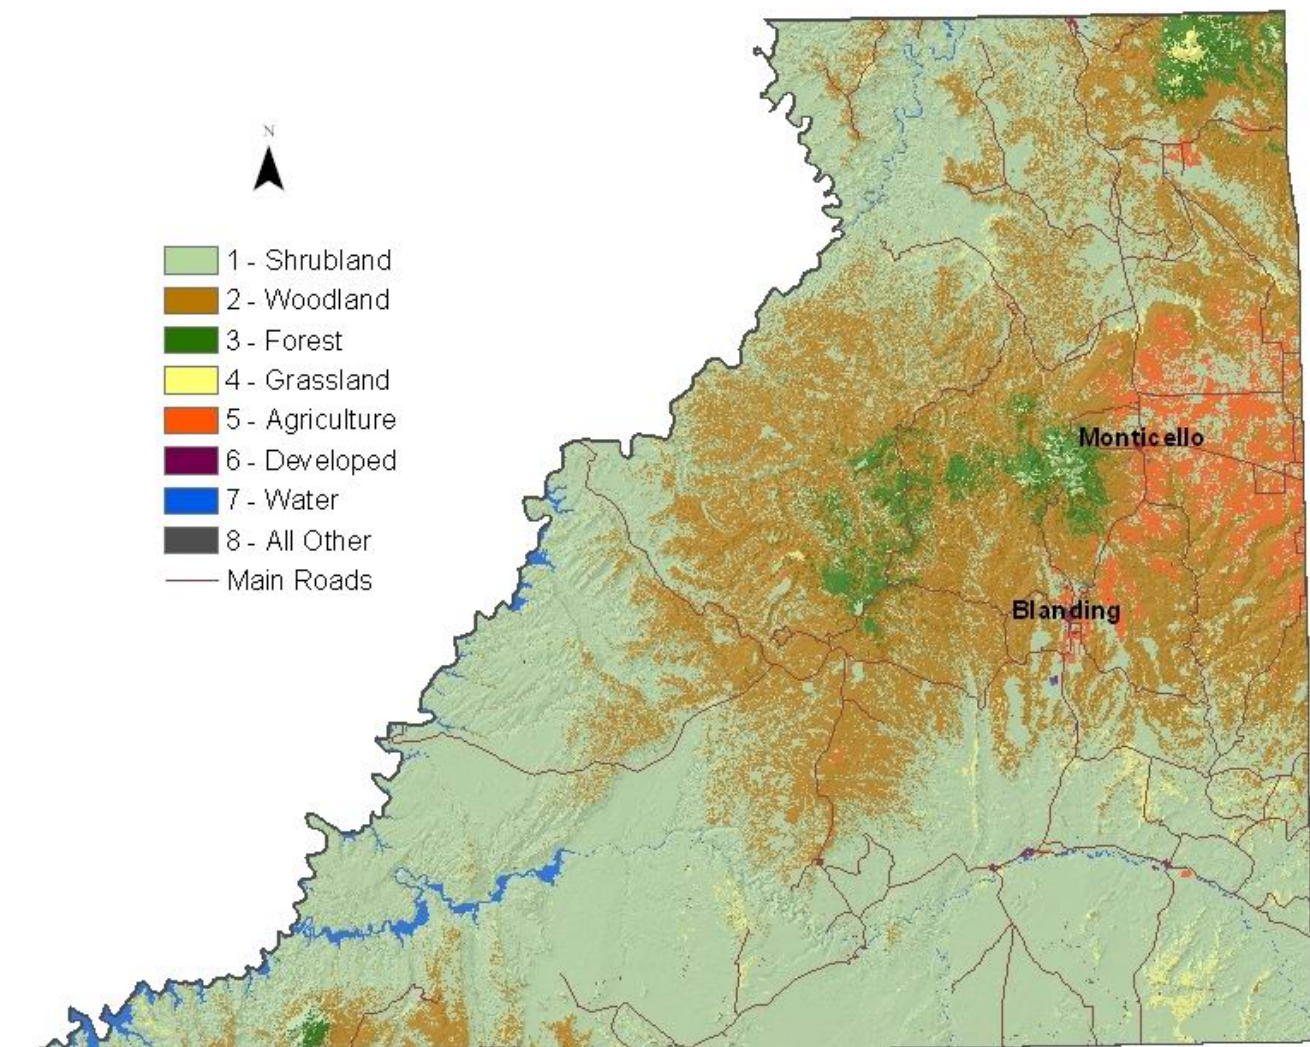 N
1 - Shrubland
2 - Woodland
3 - Forest
4 - Grassland
5 - Agriculture
6 - Developed
7 - Water
8 - All Other
Main Roads
Monticello
Blanding